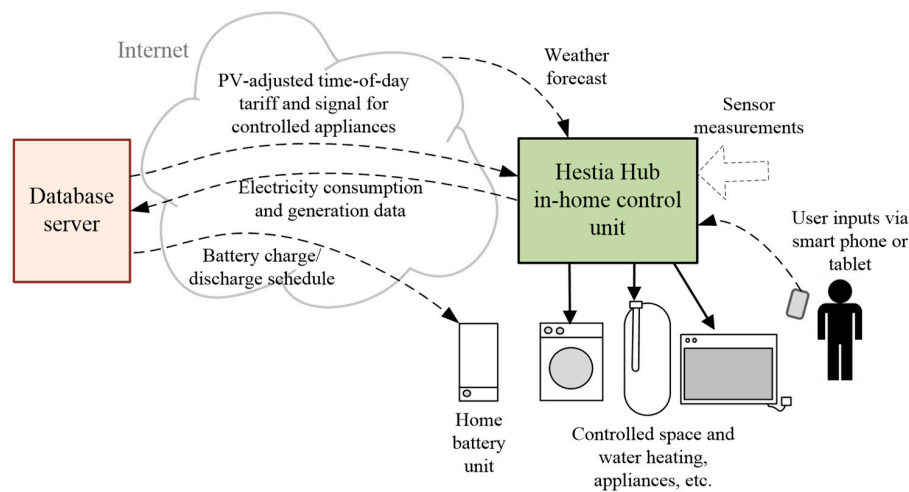 Internet
PV-adjusted time-of-day
tariff and signal for
controlled appliances
Weather
forecast
Sensor
measurements
Database
server
Electricity consumption
and generation data
Hestia Hub
in-home control
unit
Battery charge/
discharge schedule
User inputs via
smart phone or
tablet
Home
battery
unit
Controlled space and
water heating,
appliances, etc.